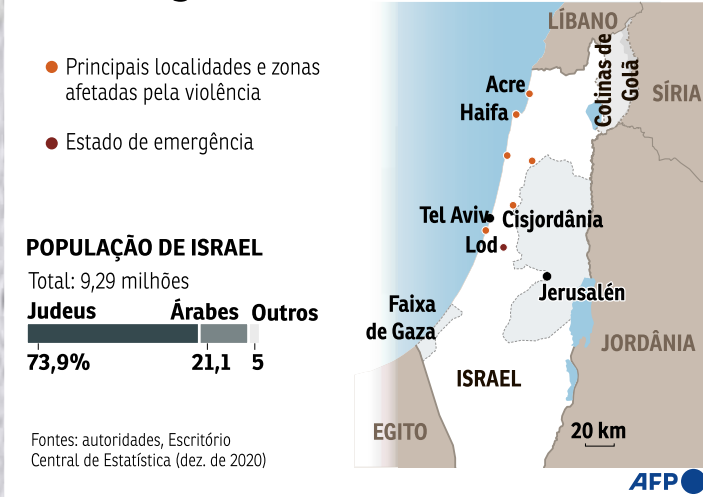 Principais localidades e zonas
afetadas pela violência
Estado de emergência
POPULAÇÃO DE ISRAEL
Total: 9,29 milhões
Judeus
Árabes
Outros
73,9%
21,1
5
Fontes: autoridades, Escritório
Central de Estatística (dez. de 2020)
LÍBANO
Colinas de
Golã
SÍRIA
Acre
Haifa
Tel Aviv
Cisjordânia
Lod
Jerusalén
Faixa
de Gaza
JORDÂNIA
ISRAEL
EGITO
20 km
AFP